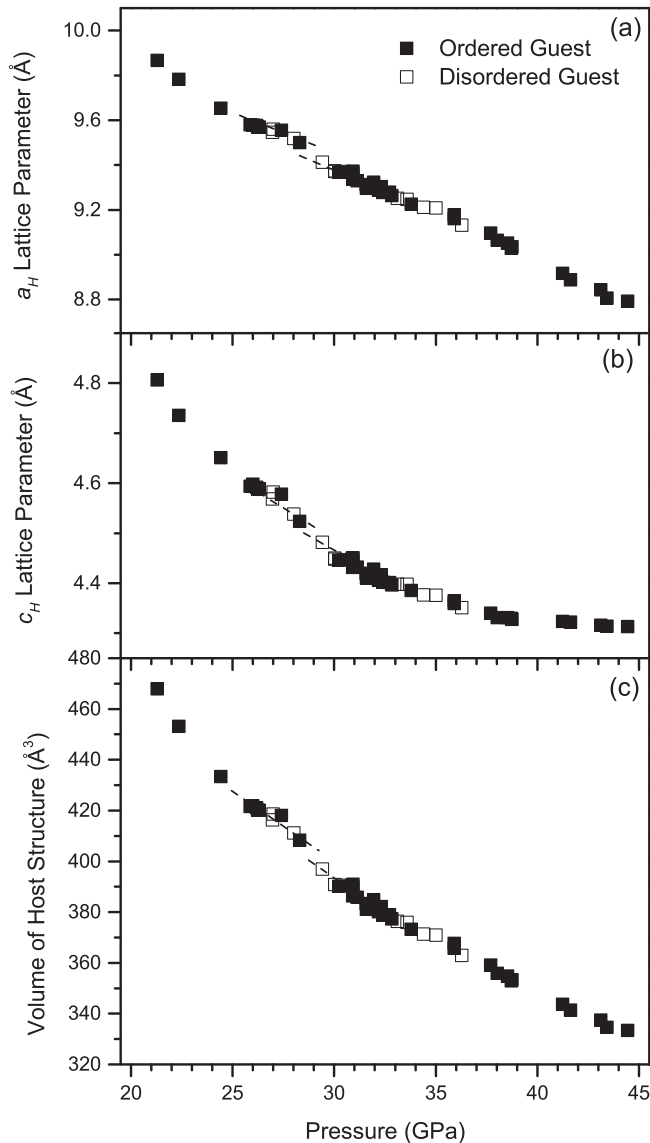 (a)
Ordered Guest
Disordered Guest
10.0
9.6
9.2
8.8
a_H Lattice Parameter (Å)
(b)
4.8
4.6
4.4
c_H Lattice Parameter (Å)
(c)
480
460
440
420
400
380
360
340
320
Volume of Host Structure (Å³)
20 25 30 35 40 45
Pressure (GPa)